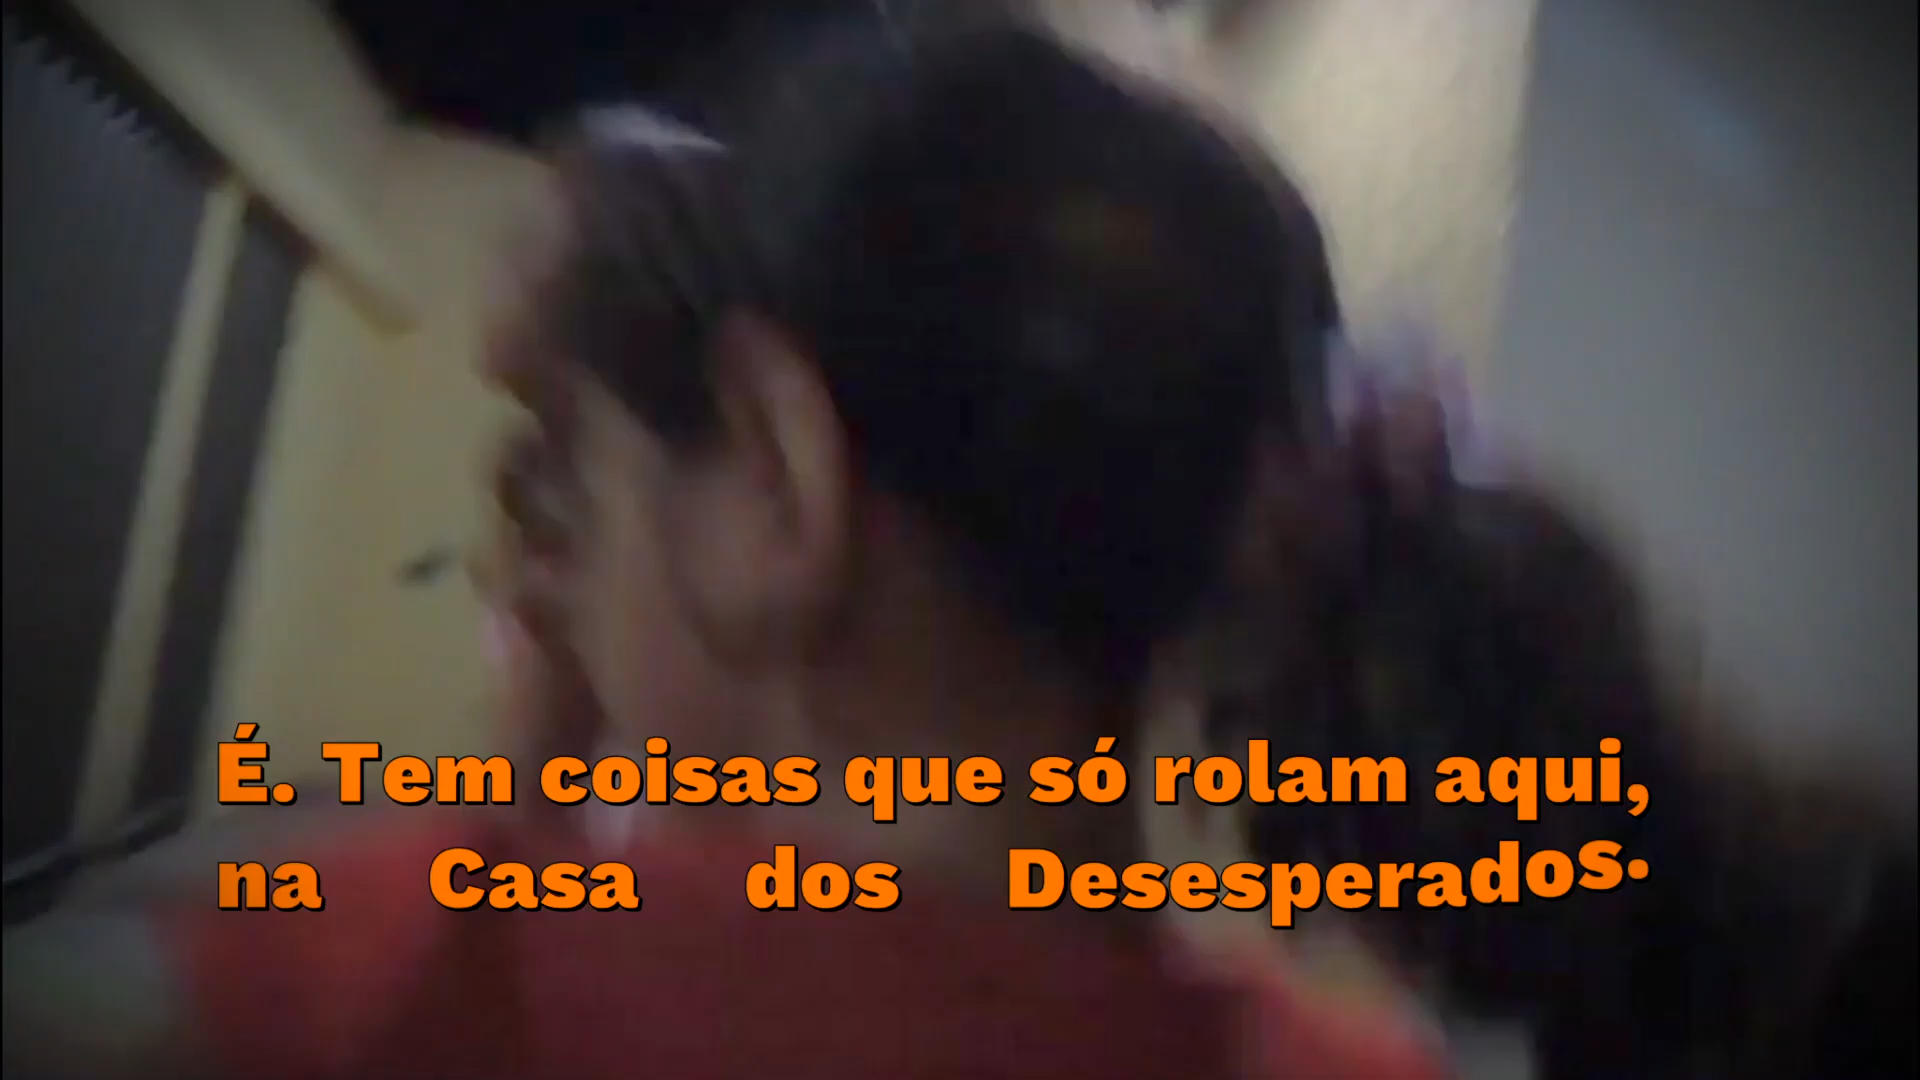 É. Tem coisas que só rolam aqui,
na Casa dos Desesperados.